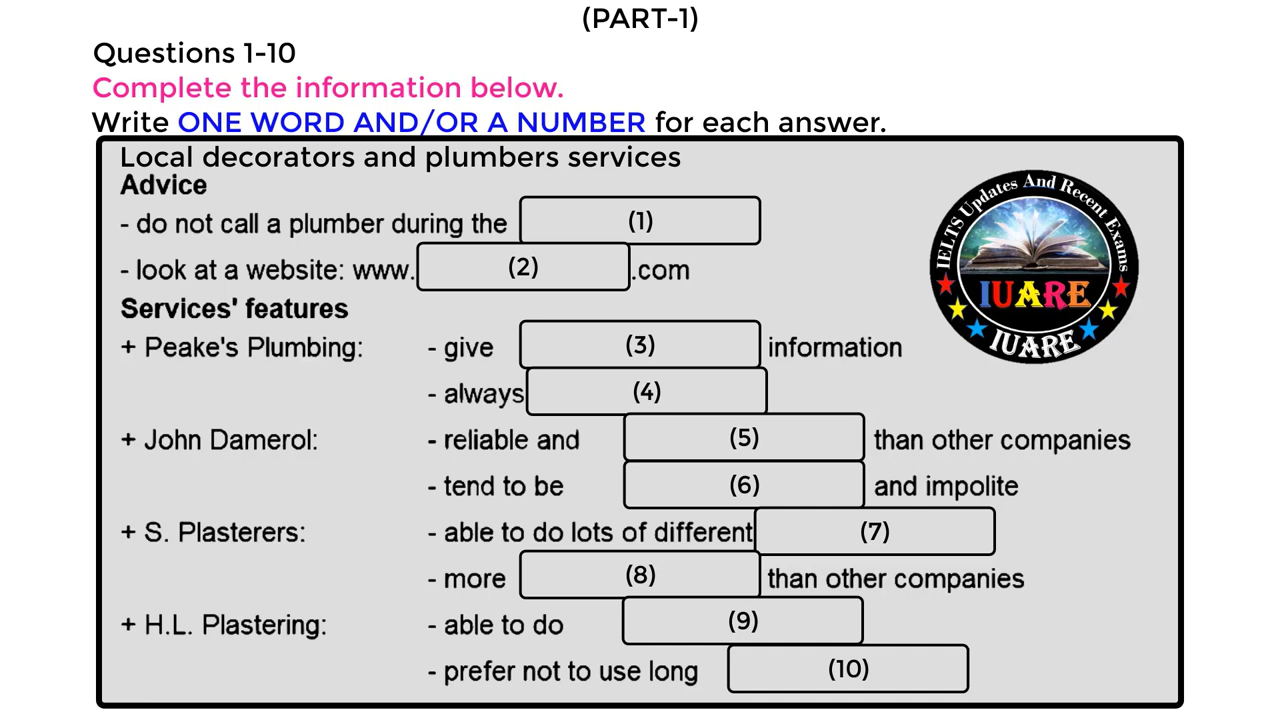 (PART-1)
Questions 1-10
Complete the information below.
Write ONE WORD AND/OR A NUMBER for each answer.
Local decorators and plumbers services
Advice
- do not call a plumber during the (1)
- look at a website: www. (2) .com
Services' features
+ Peake's Plumbing: - give (3) information
- always (4)
+ John Damerol: - reliable and (5) than other companies
- tend to be (6) and impolite
+ S. Plasterers: - able to do lots of different (7)
- more (8) than other companies
+ H.L. Plastering: - able to do (9)
- prefer not to use long (10)
IELTS Updates And Recent Exams
IUARE
IUARE